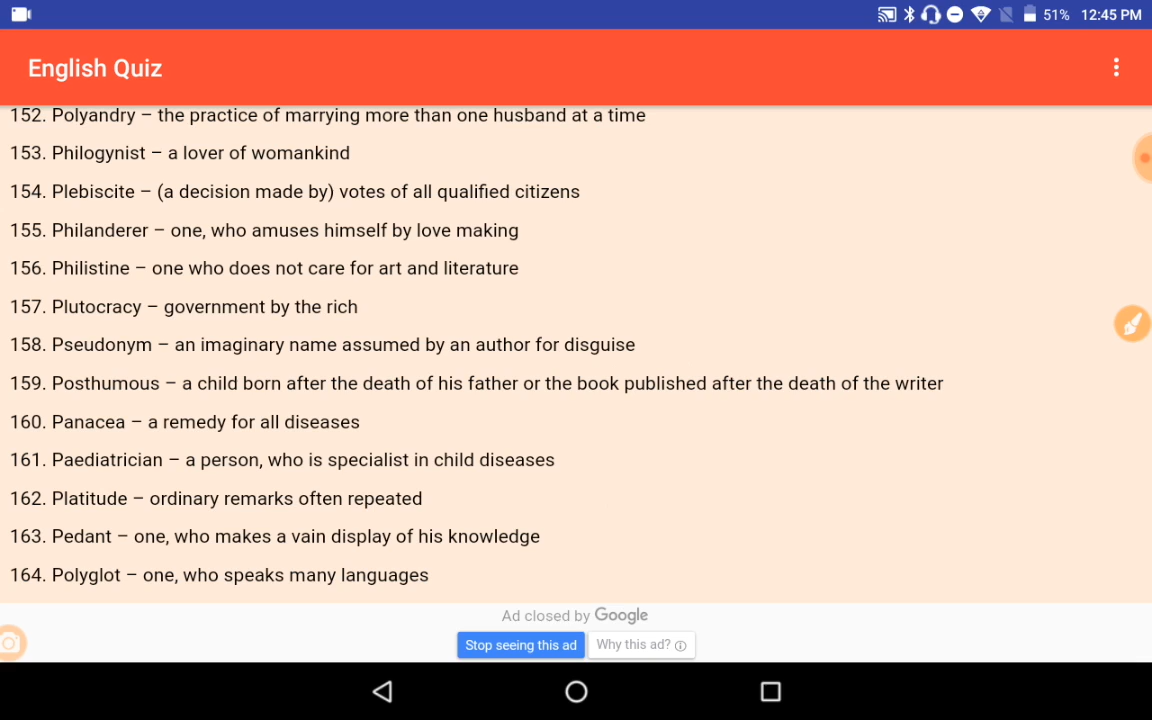 51% 12:45 PM
English Quiz
152. Polyandry – the practice of marrying more than one husband at a time
153. Philogynist – a lover of womankind
154. Plebiscite – (a decision made by) votes of all qualified citizens
155. Philanderer – one, who amuses himself by love making
156. Philistine – one who does not care for art and literature
157. Plutocracy – government by the rich
158. Pseudonym – an imaginary name assumed by an author for disguise
159. Posthumous – a child born after the death of his father or the book published after the death of the writer
160. Panacea – a remedy for all diseases
161. Paediatrician – a person, who is specialist in child diseases
162. Platitude – ordinary remarks often repeated
163. Pedant – one, who makes a vain display of his knowledge
164. Polyglot – one, who speaks many languages
Ad closed by Google
Stop seeing this ad Why this ad?